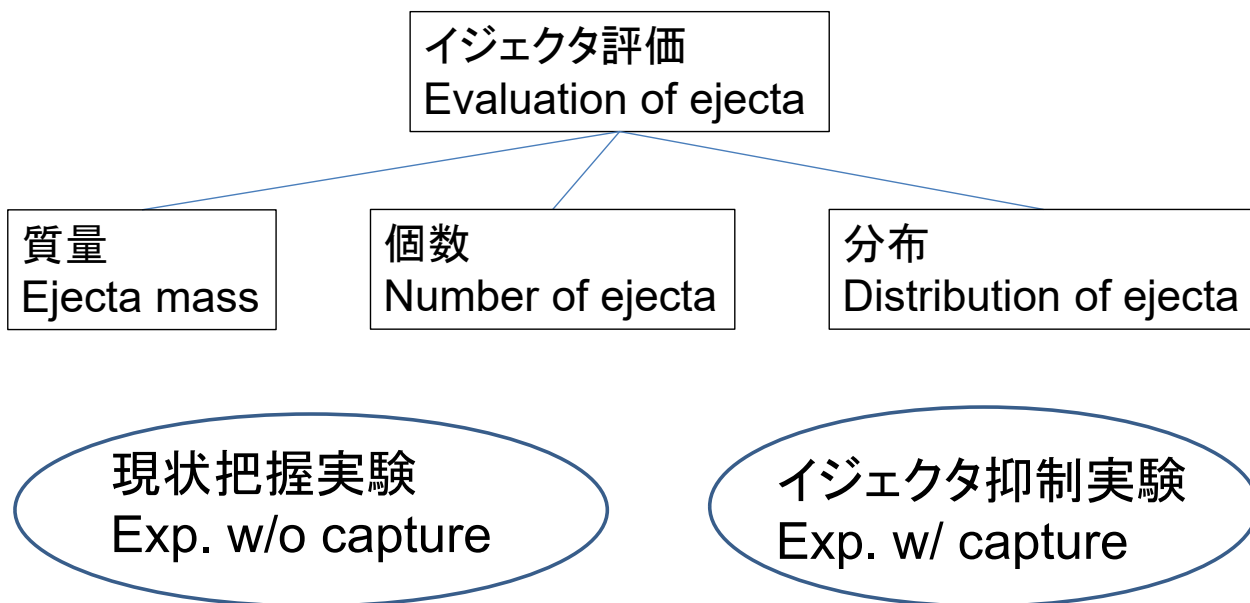 イジェクタ評価
Evaluation of ejecta
質量
Ejecta mass
個数
Number of ejecta
分布
Distribution of ejecta
現状把握実験
Exp. w/o capture
イジェクタ抑制実験
Exp. w/ capture